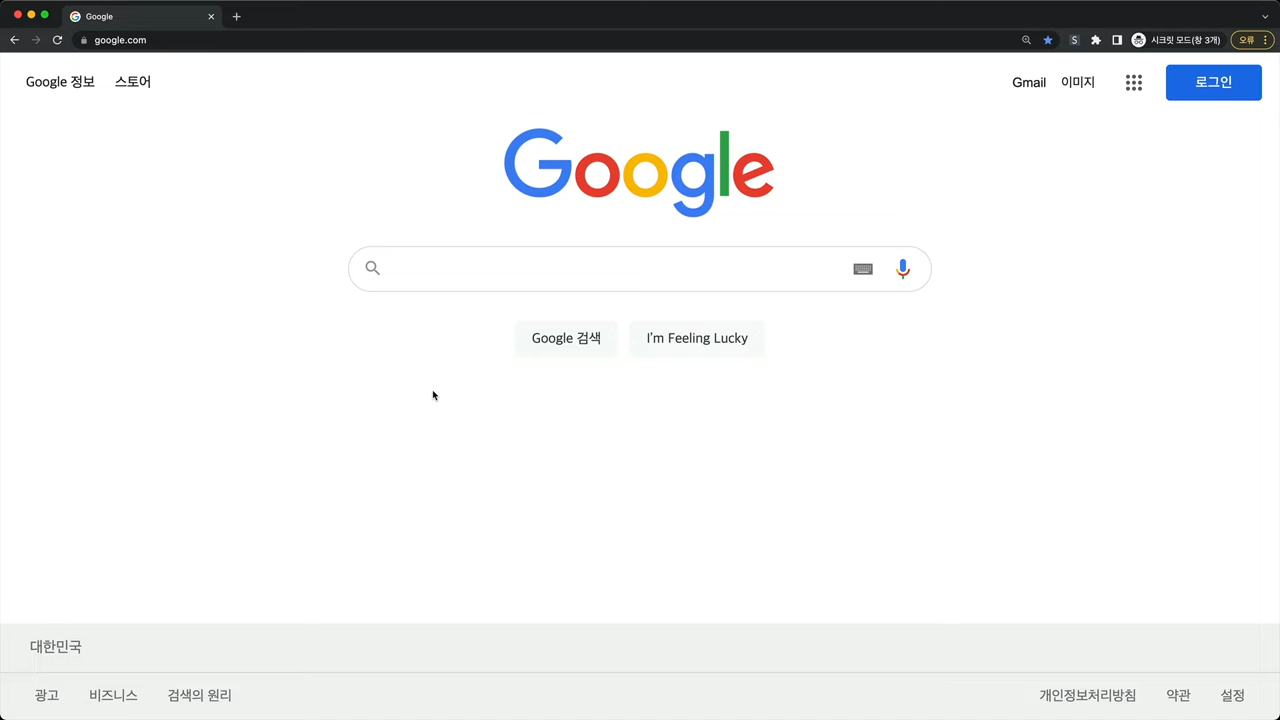 Google
google.com
시크릿 모드(창 3개)
오류
Google 정보 스토어
Gmail 이미지
로그인
Google
Google 검색 I'm Feeling Lucky
대한민국
광고 비즈니스 검색의 원리
개인정보처리방침 약관 설정